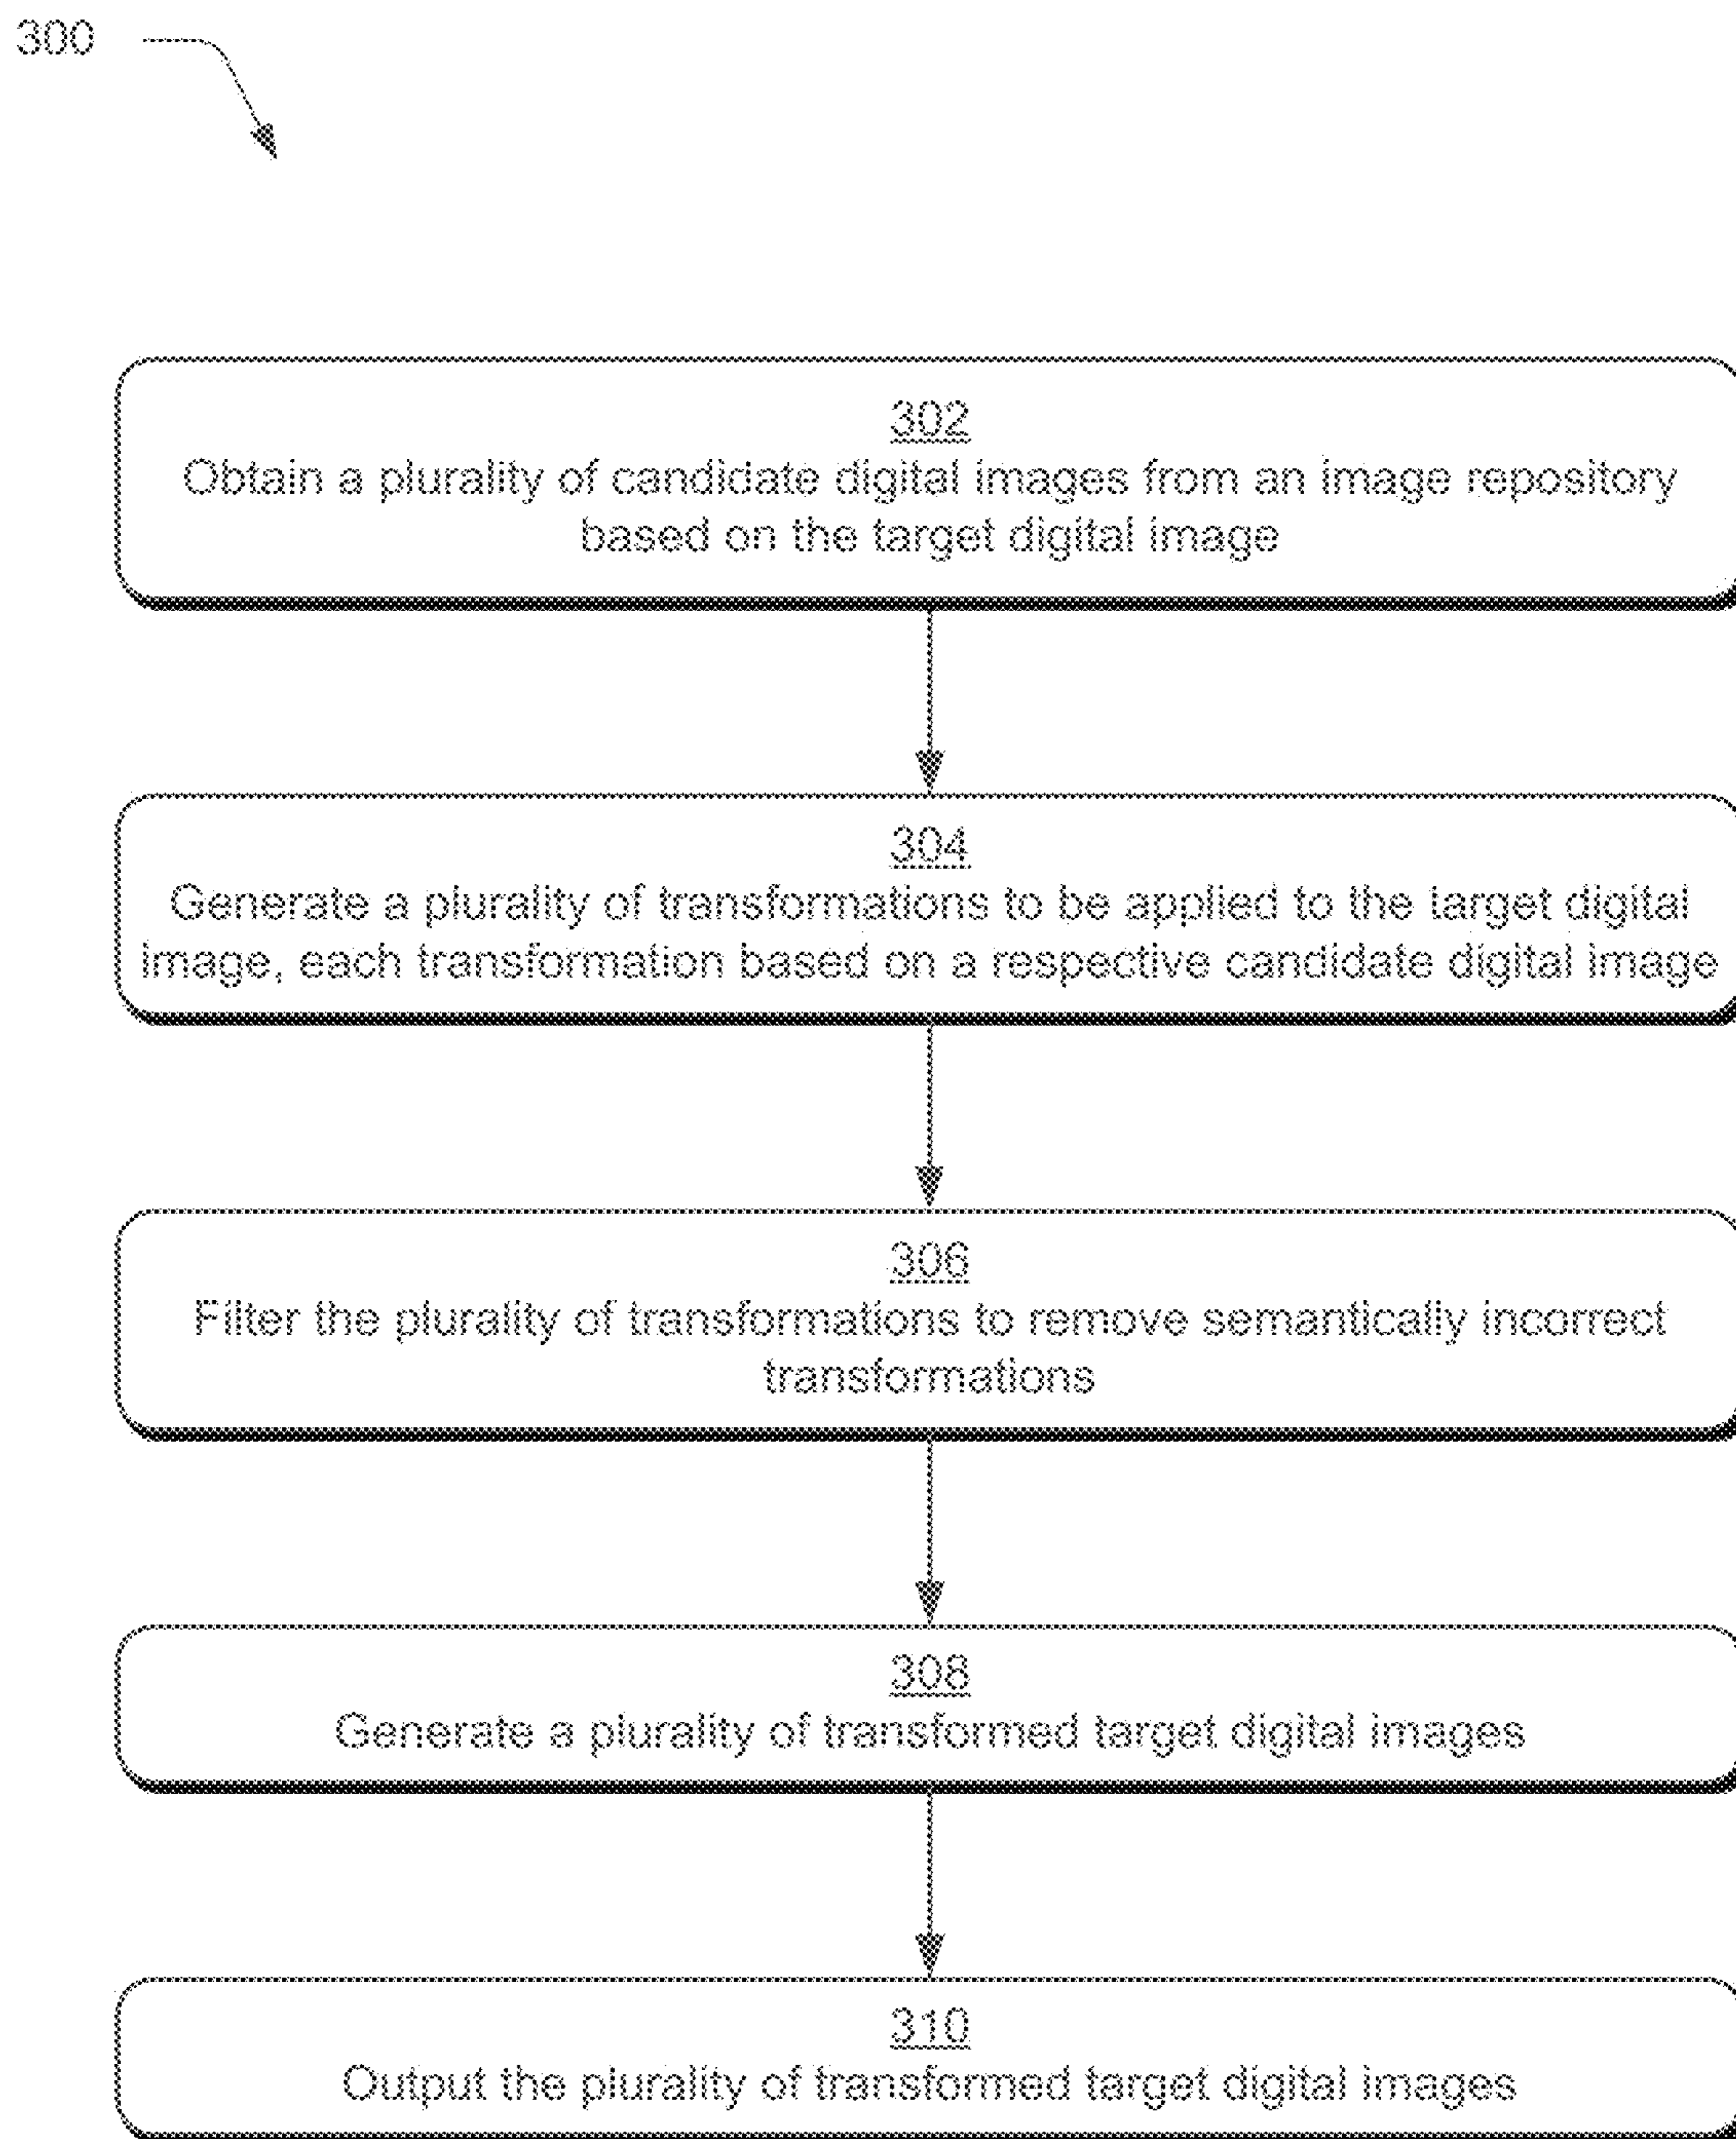 300
302
Obtain a plurality of candidate digital images from an image repository
based on the target digital image
304
Generate a plurality of transformations to be applied to the target digital
image, each transformation based on a respective candidate digital image
306
Filter the plurality of transformations to remove semantically incorrect
transformations
308
Generate a plurality of transformed target digital images
310
Output the plurality of transformed target digital images